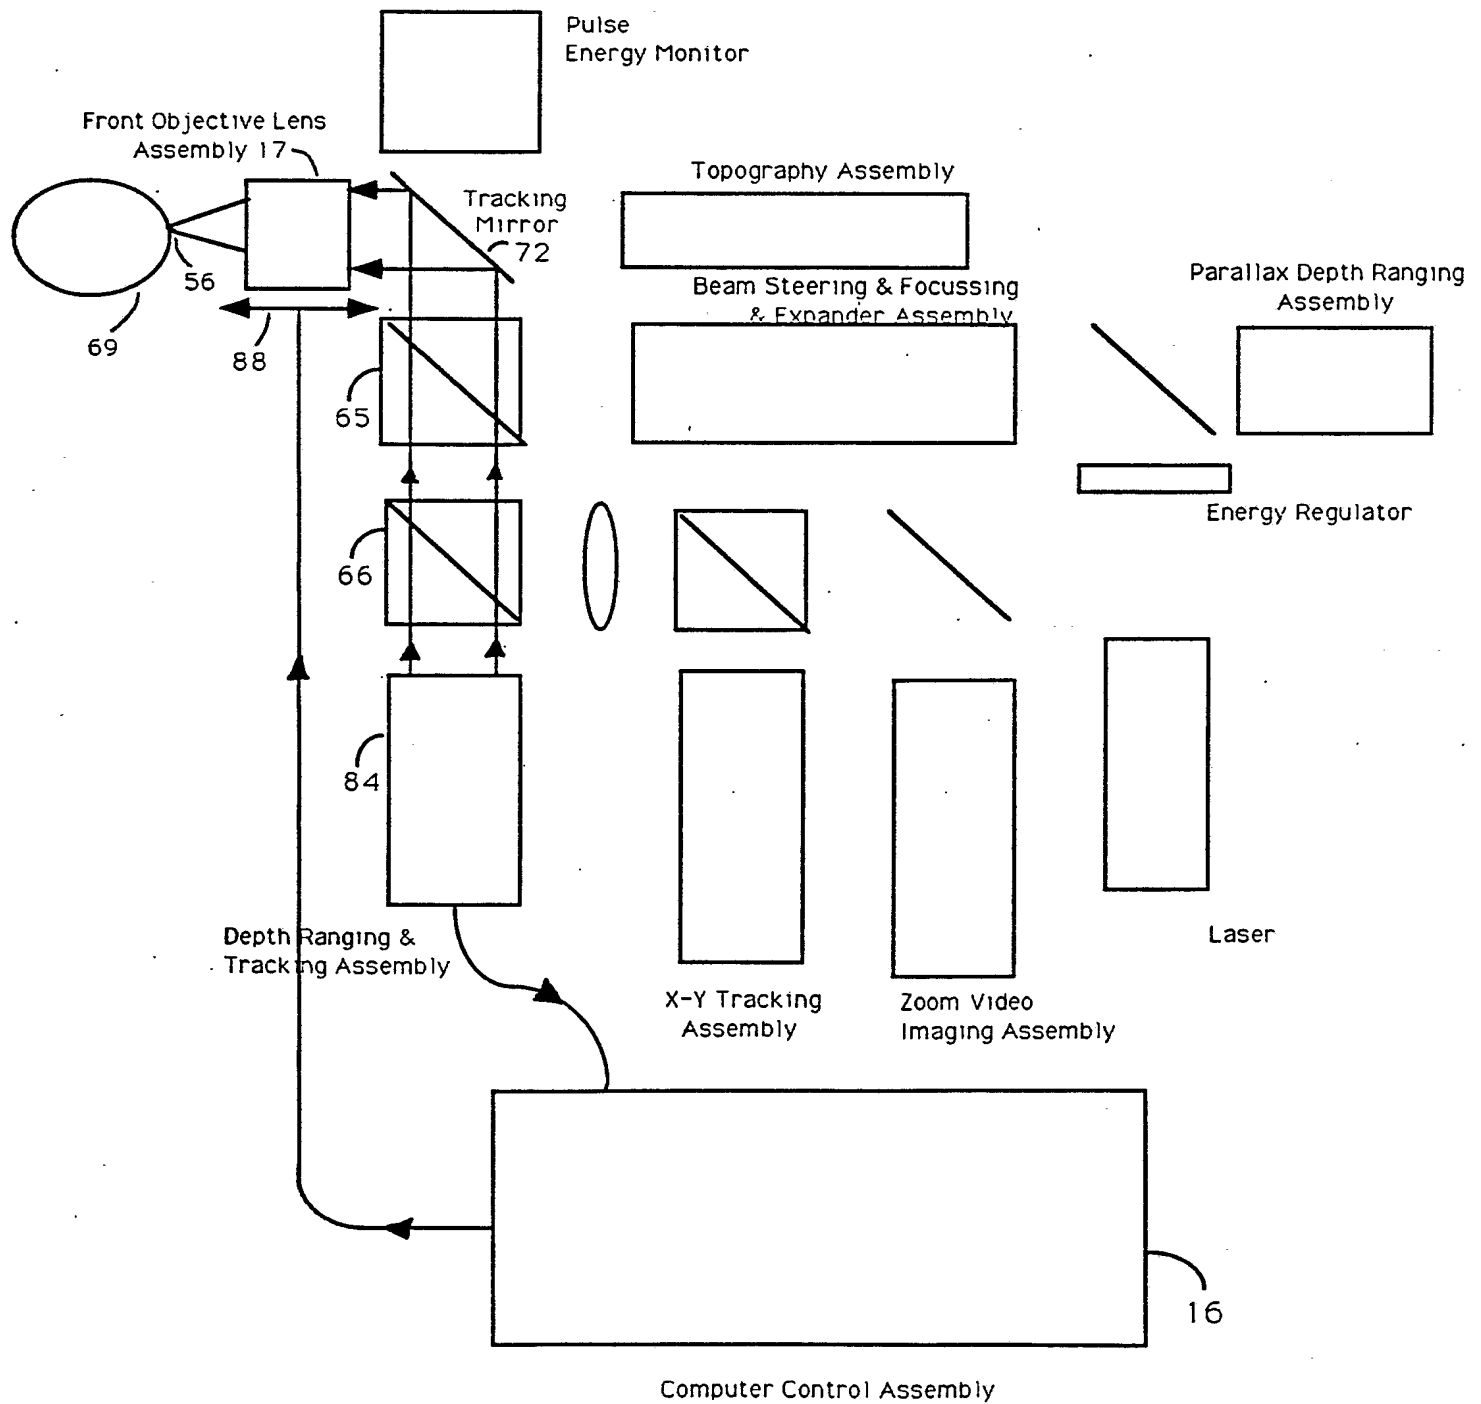 Pulse
Energy Monitor
Front Objective Lens
Assembly 17
Topography Assembly
Tracking
Mirror
72
56
Beam Steering & Focussing
& Expander Assembly
Parallax Depth Ranging
Assembly
69
88
65
Energy Regulator
66
84
Depth Ranging &
Tracking Assembly
Laser
X-Y Tracking
Assembly
Zoom Video
Imaging Assembly
16
Computer Control Assembly